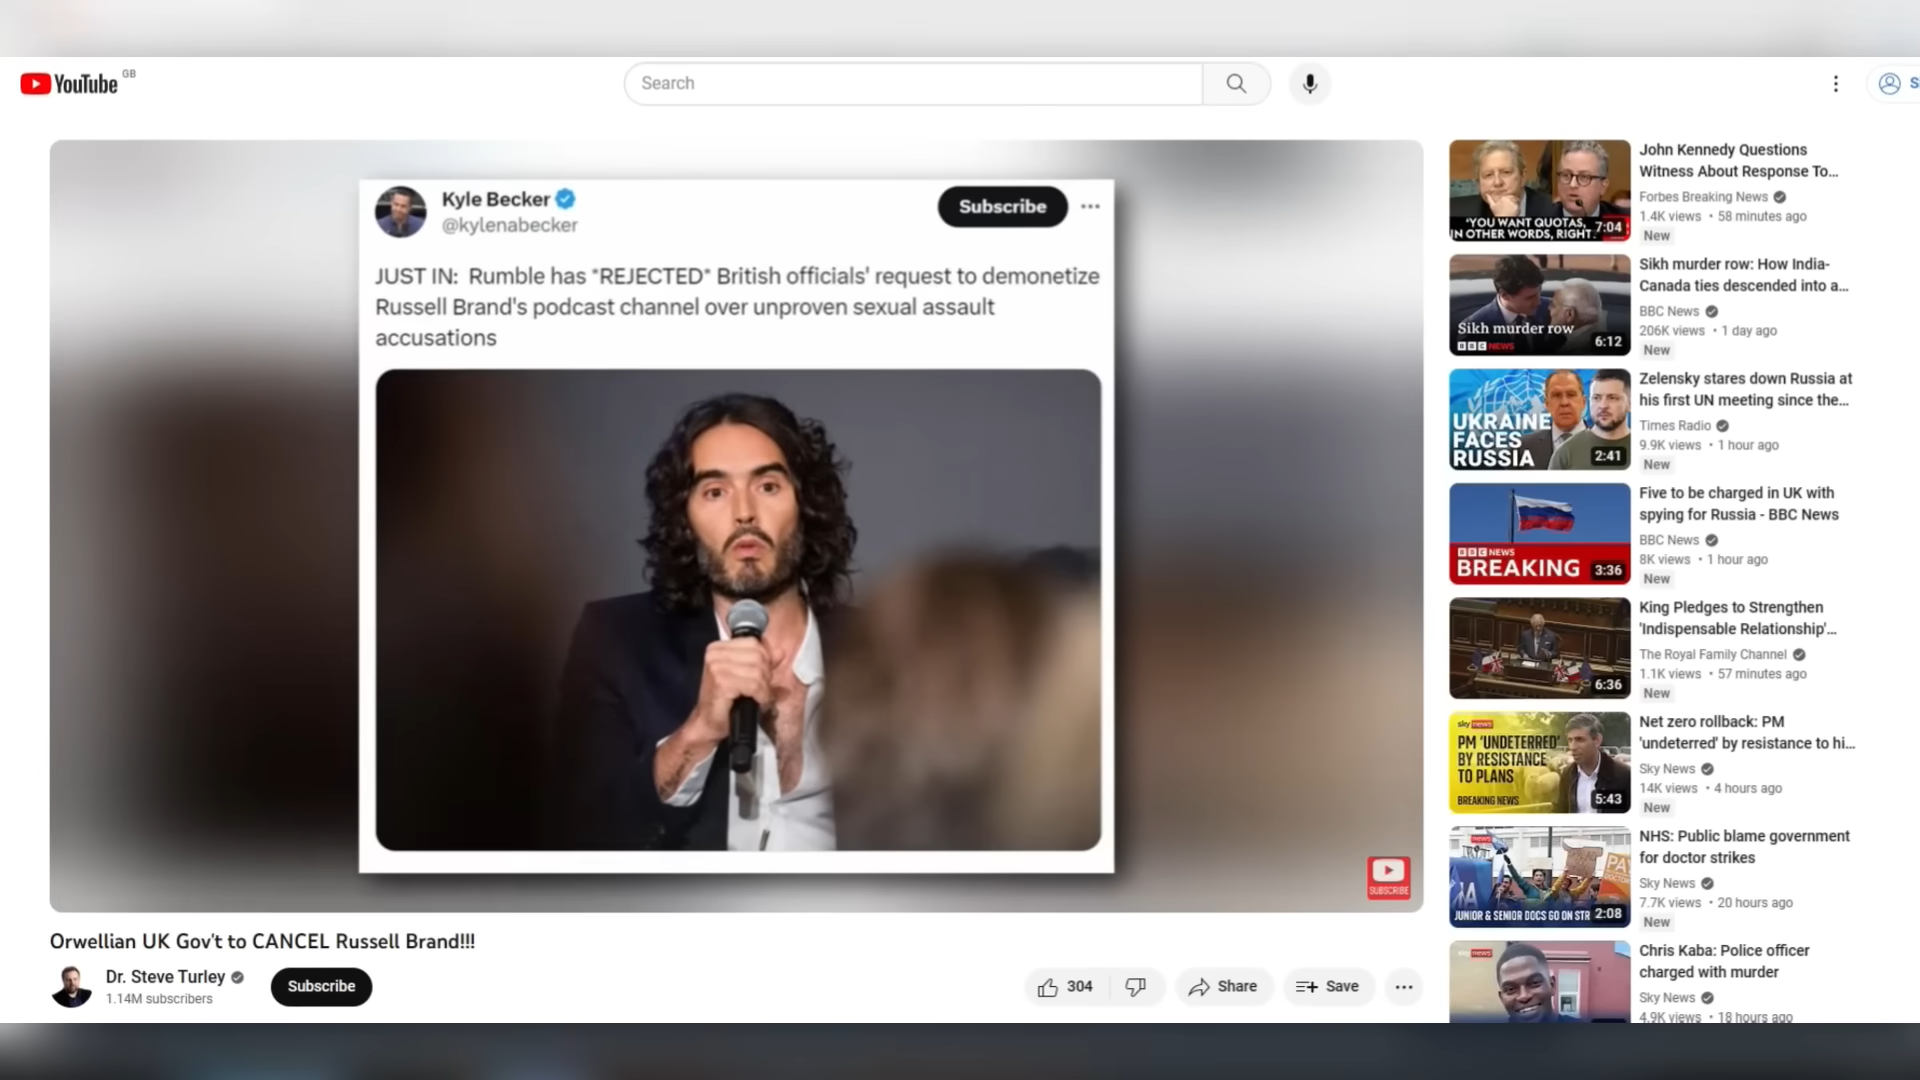 YouTube GB
Search
S
Kyle Becker
@kylenabecker
Subscribe
JUST IN: Rumble has *REJECTED* British officials' request to demonetize
Russell Brand's podcast channel over unproven sexual assault
accusations
SUBSCRIBE
Orwellian UK Gov't to CANCEL Russell Brand!!!
Dr. Steve Turley
1.14M subscribers
Subscribe
304
Share
Save
'YOU WANT QUOTAS,
IN OTHER WORDS, RIGHT.
7:04
John Kennedy Questions
Witness About Response To...
Forbes Breaking News
1.4K views • 58 minutes ago
New
Sikh murder row
BBC NEWS
6:12
Sikh murder row: How India-
Canada ties descended into a...
BBC News
206K views • 1 day ago
New
UKRAINE
FACES
RUSSIA
2:41
Zelensky stares down Russia at
his first UN meeting since the...
Times Radio
9.9K views • 1 hour ago
New
BBC NEWS
BREAKING
3:36
Five to be charged in UK with
spying for Russia - BBC News
BBC News
8K views • 1 hour ago
New
6:36
King Pledges to Strengthen
'Indispensable Relationship'...
The Royal Family Channel
1.1K views • 57 minutes ago
New
sky news
PM 'UNDETERRED'
BY RESISTANCE
TO PLANS
BREAKING NEWS
5:43
Net zero rollback: PM
'undeterred' by resistance to hi...
Sky News
14K views • 4 hours ago
New
JUNIOR & SENIOR DOCS GO ON STR
2:08
NHS: Public blame government
for doctor strikes
Sky News
7.7K views • 20 hours ago
New
sky news
Chris Kaba: Police officer
charged with murder
Sky News
4.9K views • 18 hours ago